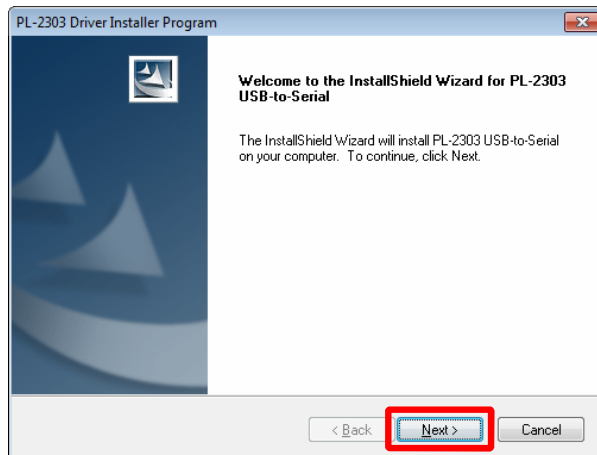 PL-2303 Driver Installer Program
Welcome to the InstallShield Wizard for PL-2303
USB-to-Serial
The InstallShield Wizard will install PL-2303 USB-to-Serial
on your computer.  To continue, click Next.
< Back
Next >
Cancel